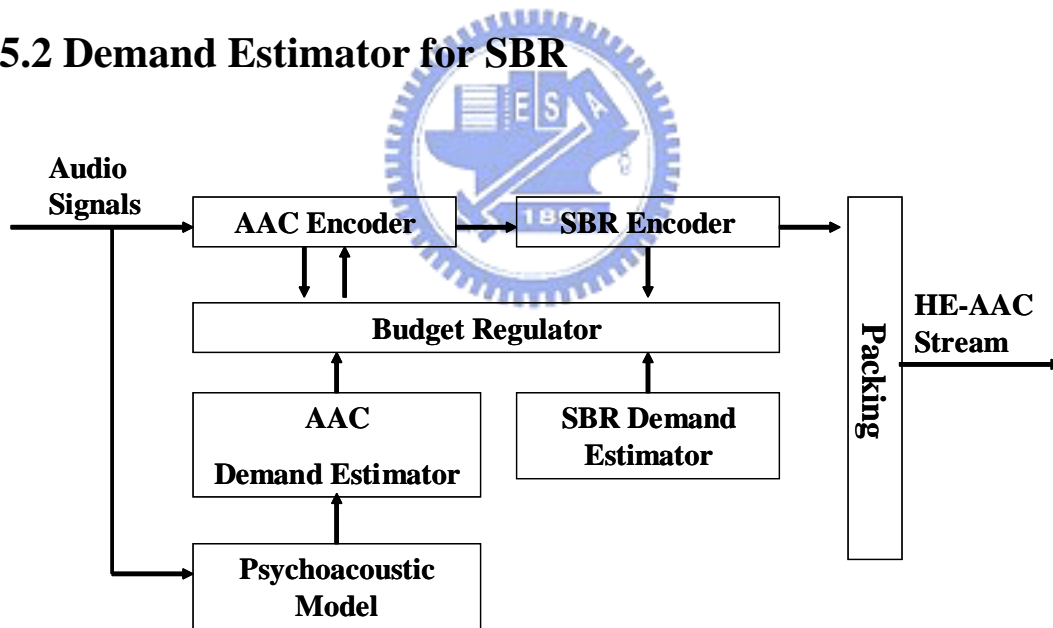 5.2 Demand Estimator for SBR
E S A
Audio
Signals
AAC Encoder
SBR Encoder
Budget Regulator
AAC
Demand Estimator
SBR Demand
Estimator
Psychoacoustic
Model
Packing
HE-AAC
Stream